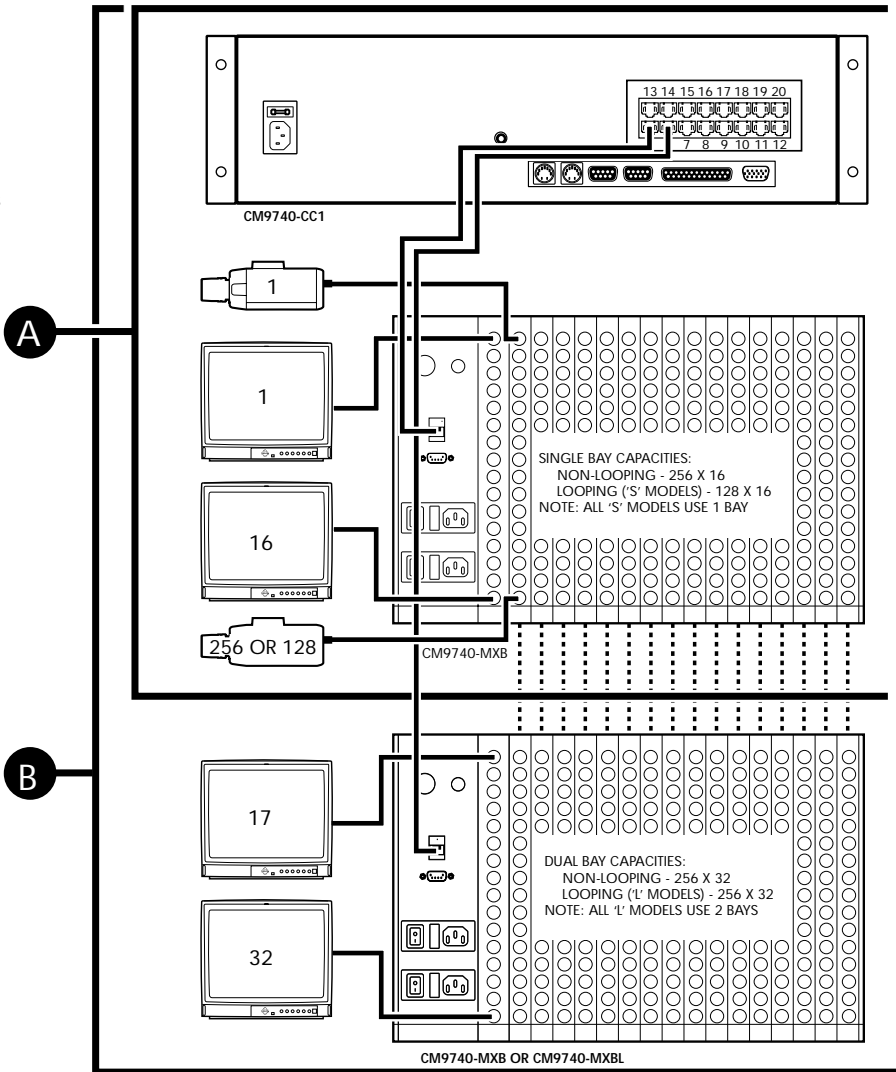 13 14 15 16 17 18 19 20
7 8 9 10 11 12
CM9740-CC1
1
A
1
SINGLE BAY CAPACITIES:
NON-LOOPING - 256 X 16
LOOPING ('S' MODELS) - 128 X 16
NOTE: ALL 'S' MODELS USE 1 BAY
16
256 OR 128
CM9740-MXB
B
17
DUAL BAY CAPACITIES:
NON-LOOPING - 256 X 32
LOOPING ('L' MODELS) - 256 X 32
NOTE: ALL 'L' MODELS USE 2 BAYS
32
CM9740-MXB OR CM9740-MXBL